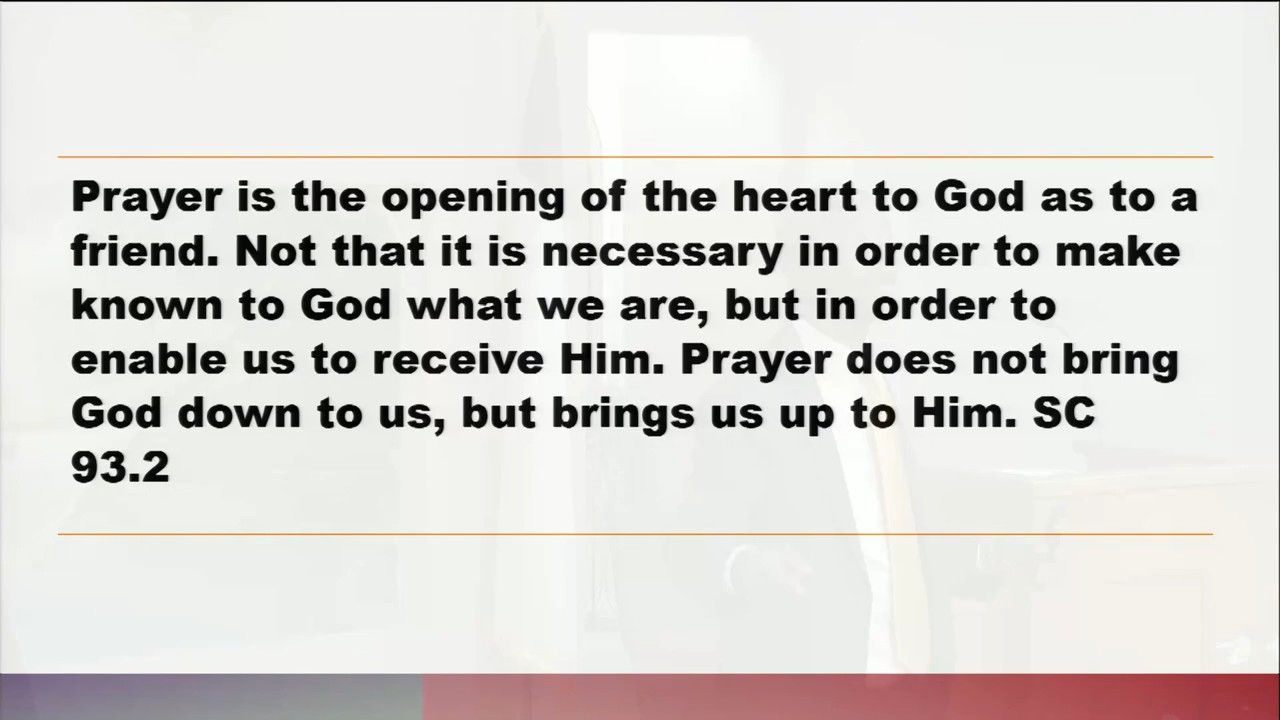 Prayer is the opening of the heart to God as to a
friend. Not that it is necessary in order to make
known to God what we are, but in order to
enable us to receive Him. Prayer does not bring
God down to us, but brings us up to Him. SC
93.2